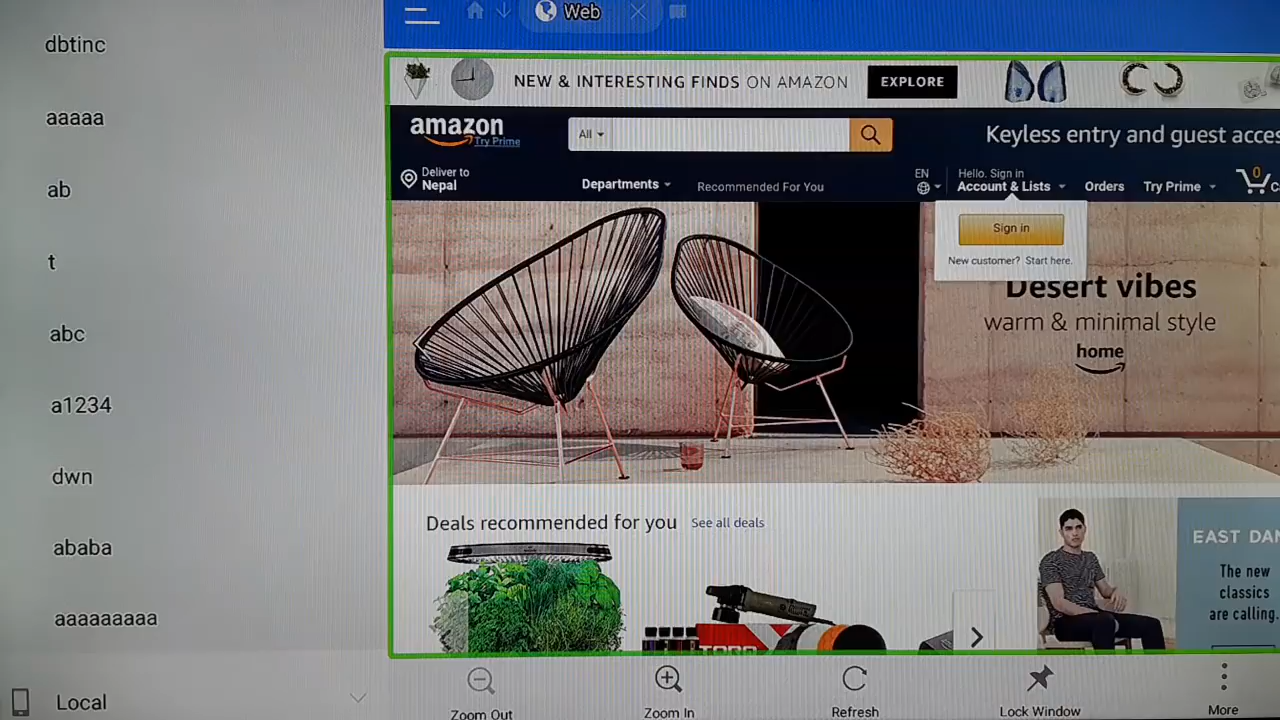 dbtinc
aaaaa
ab
t
abc
a1234
dwn
ababa
aaaaaaaaa
Local
Web
NEW & INTERESTING FINDS ON AMAZON
EXPLORE
amazon
Try Prime
All
Keyless entry and guest acces
Deliver to
Nepal
Departments
Recommended For You
EN
Hello. Sign in
Account & Lists
Orders
Try Prime
0
C
Sign in
New customer? Start here.
Desert vibes
warm & minimal style
home
Deals recommended for you
See all deals
EAST DAN
The new
classics
are calling.
Zoom Out
Zoom In
Refresh
Lock Window
More